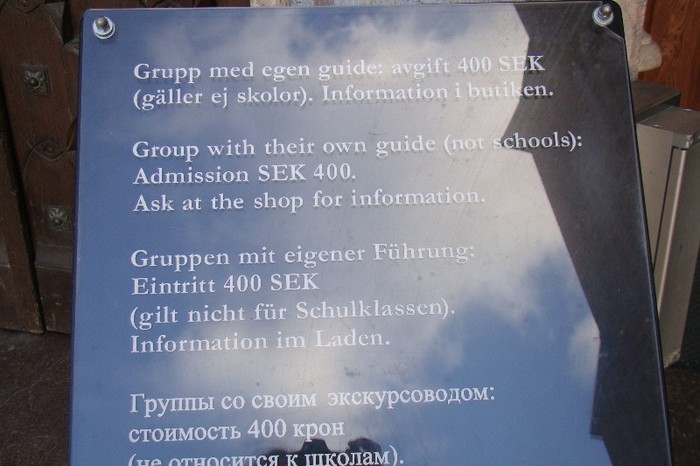 Grupp med egen guide: avgift 400 SEK
(gäller ej skolor). Information i butiken.
Group with their own guide (not schools):
Admission SEK 400.
Ask at the shop for information.
Gruppen mit eigener Führung:
Eintritt 400 SEK
(gilt nicht für Schulklassen).
Information im Laden.
Группы со своим экскурсоводом:
стоимость 400 крон
(не относится к школам).